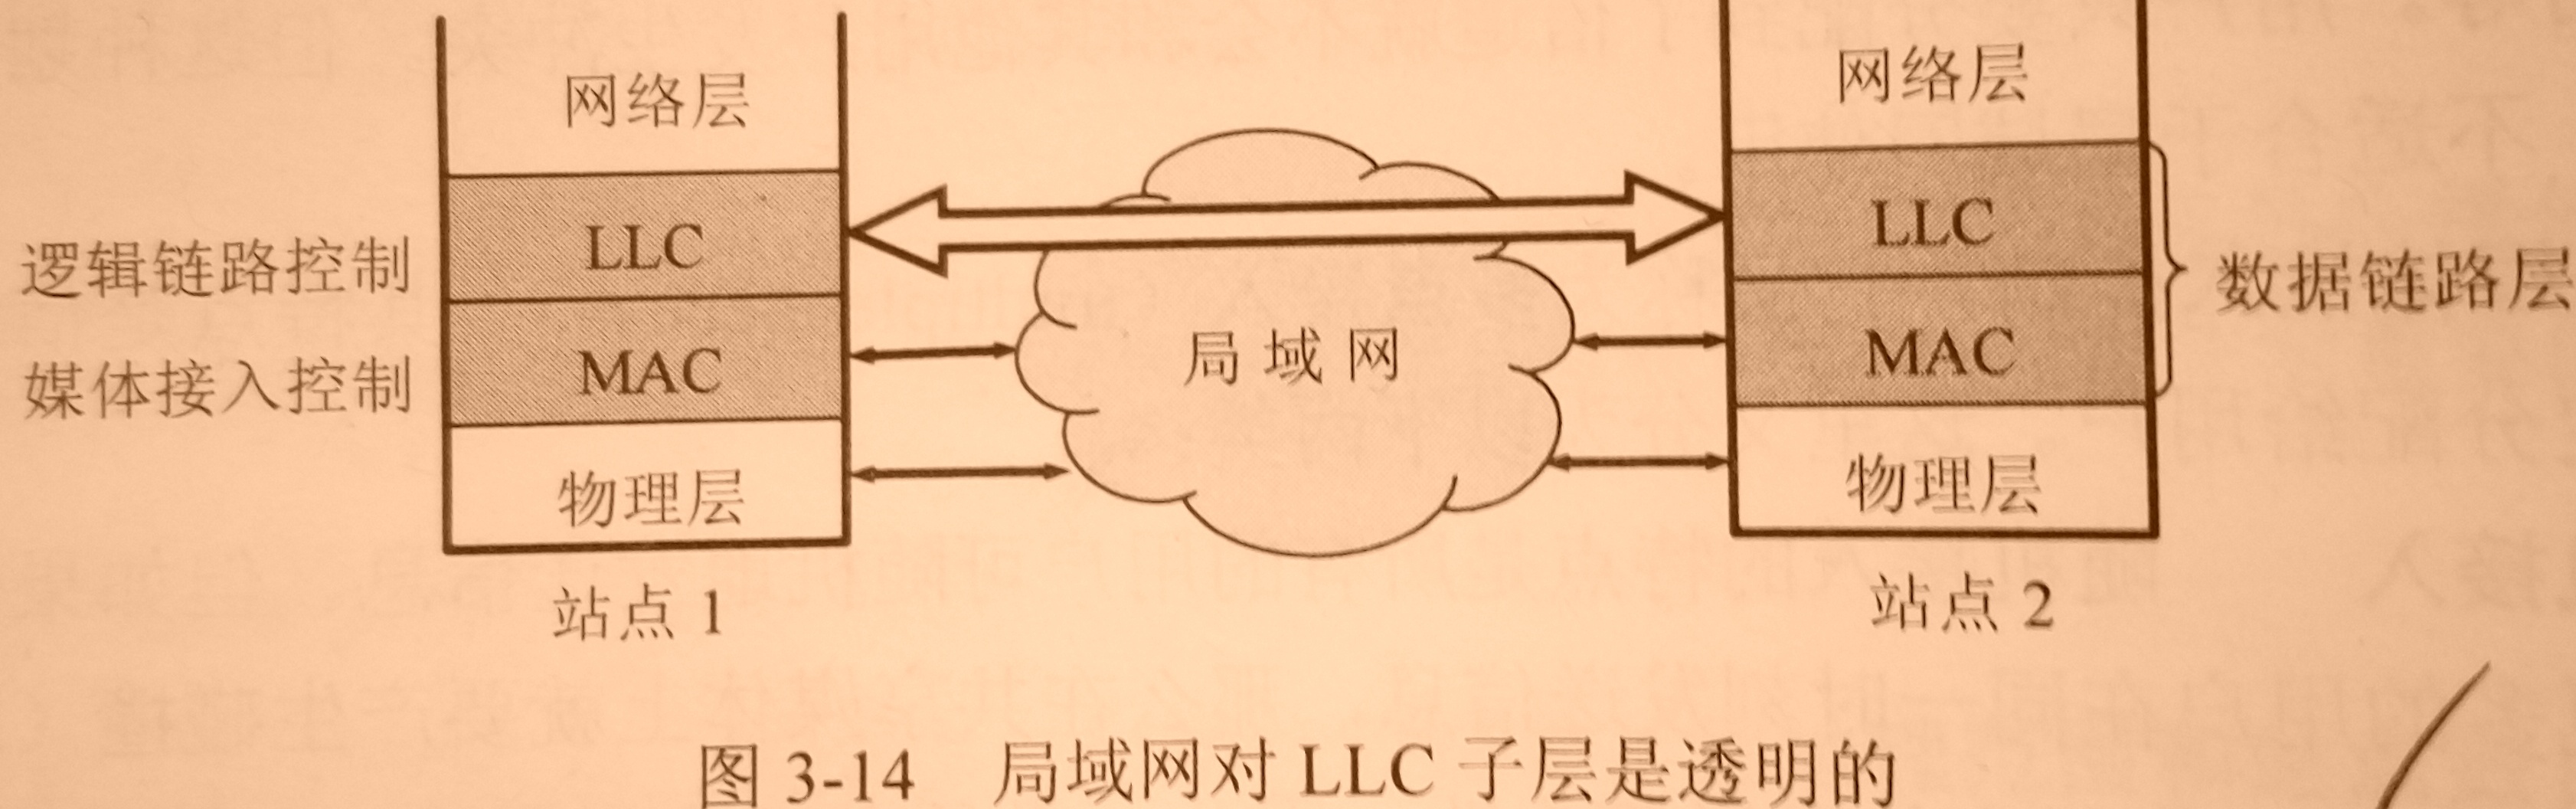 网络层
LLC
MAC
物理层
站点 1
逻辑链路控制
媒体接入控制
局域网
网络层
LLC
MAC
物理层
站点 2
数据链路层
图 3-14 局域网对 LLC 子层是透明的